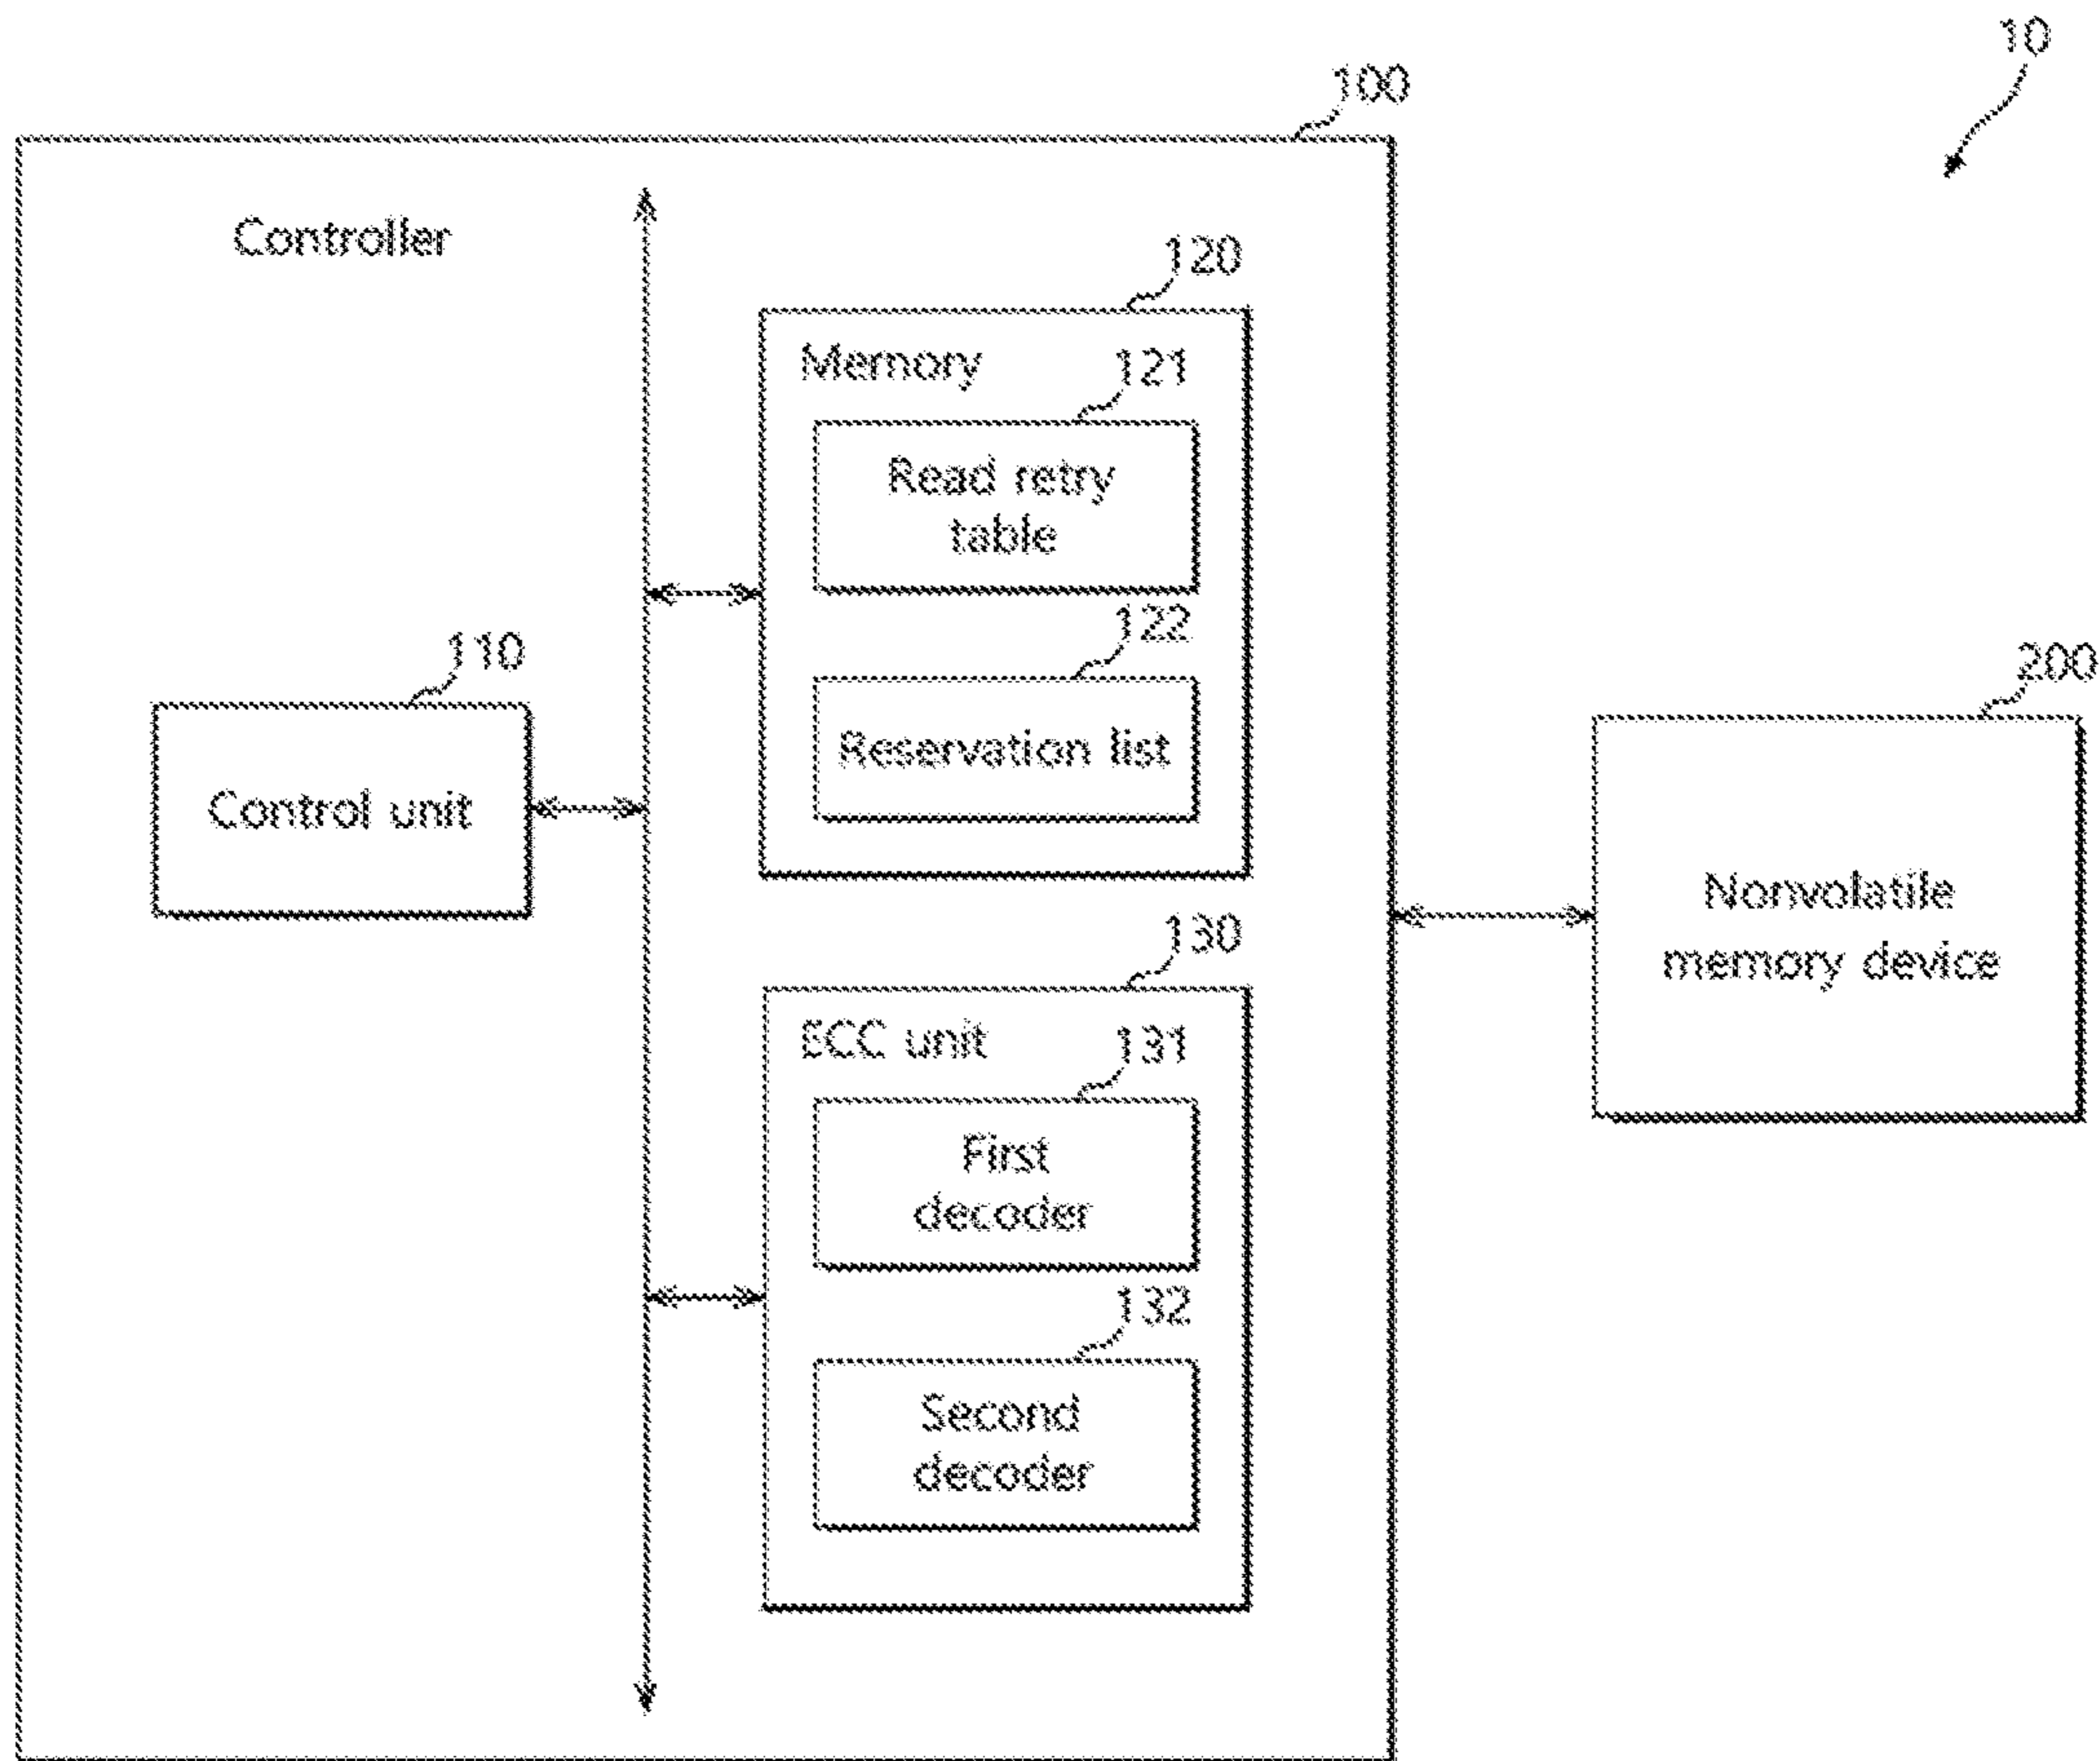 10
100
Controller
120
Memory
121
Read retry
table
122
Reservation list
110
Control unit
200
Nonvolatile
memory device
130
ECC unit
131
First
decoder
132
Second
decoder